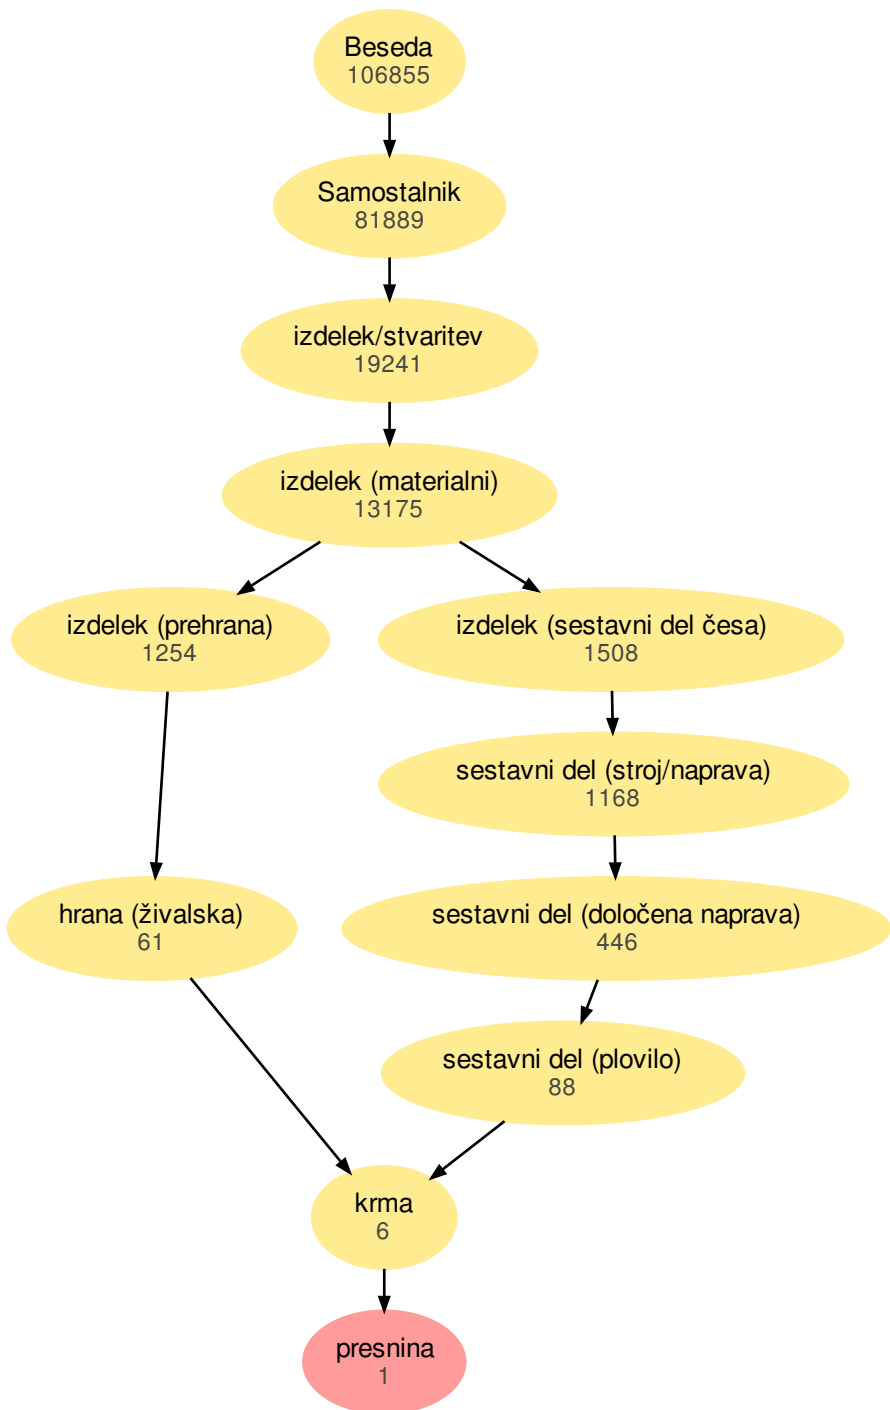 Beseda
106855
Samostalnik
81889
izdelek/stvaritev
19241
izdelek (materialni)
13175
izdelek (prehrana)
1254
izdelek (sestavni del česa)
1508
sestavni del (stroj/naprava)
1168
hrana (živalska)
61
sestavni del (določena naprava)
446
sestavni del (plovilo)
88
krma
6
presnina
1